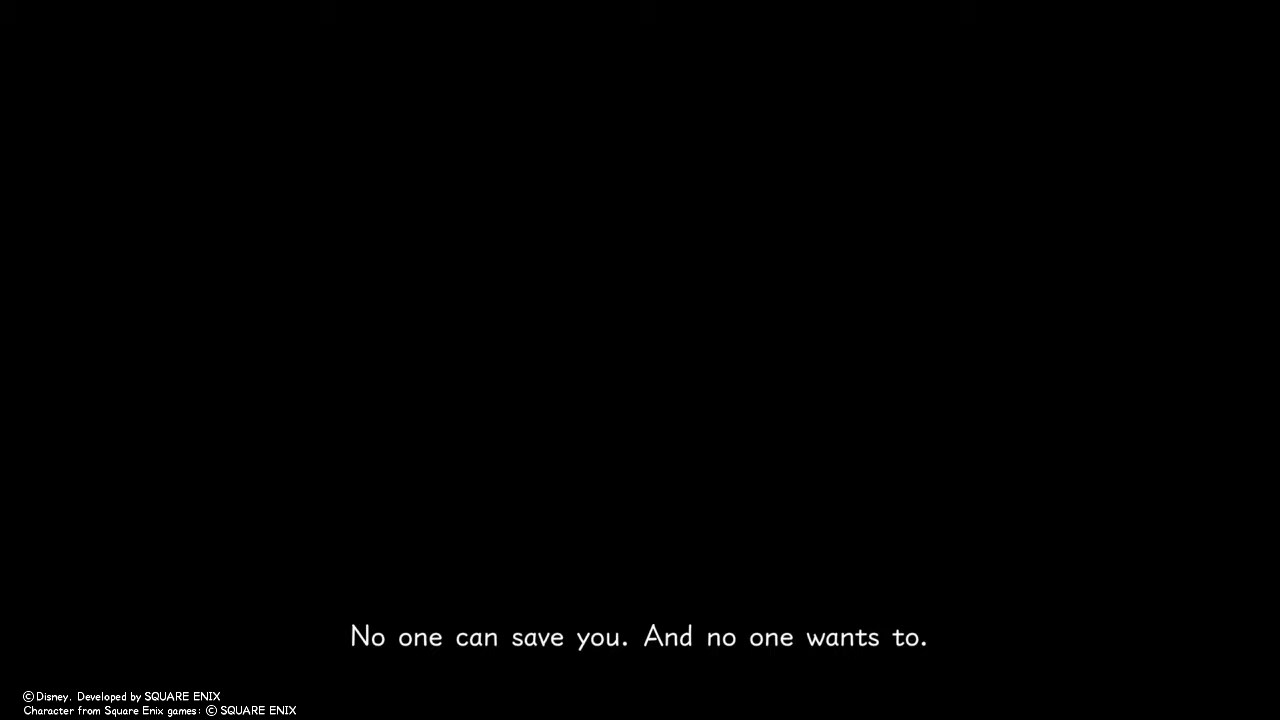 No one can save you. And no one wants to.
©Disney. Developed by SQUARE ENIX
Character from Square Enix games: © SQUARE ENIX